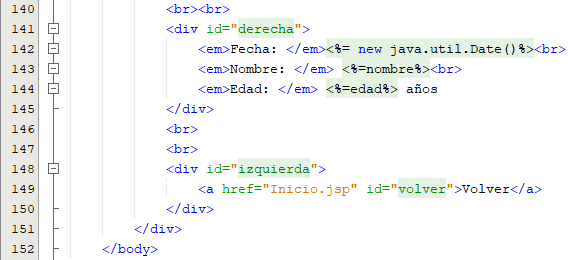 140 <br><br>
141 <div id="derecha">
142 <em>Fecha: </em><%= new java.util.Date()%><br>
143 <em>Nombre: </em> <%=nombre%><br>
144 <em>Edad: </em> <%=edad%> años
145 </div>
146 <br>
147 <br>
148 <div id="izquierda">
149 <a href="Inicio.jsp" id="volver">Volver</a>
150 </div>
151 </div>
152 </body>